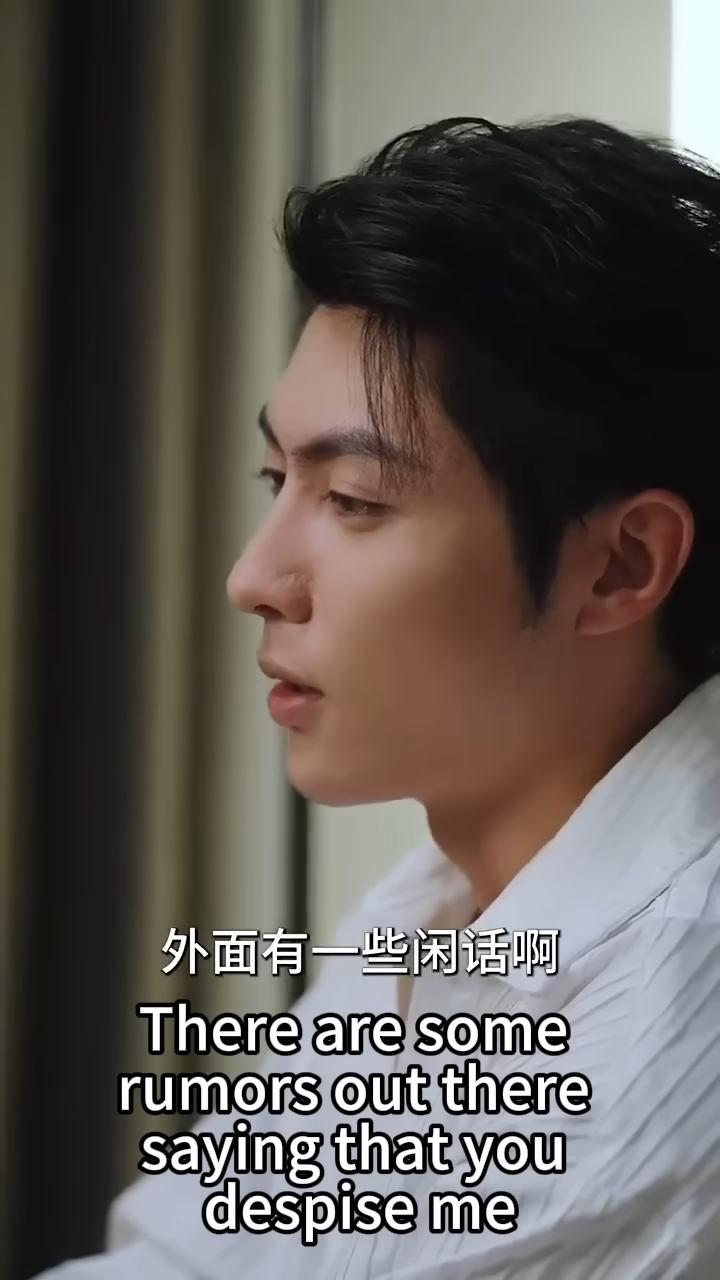 外面有一些闲话啊
There are some
rumors out there
saying that you
despise me